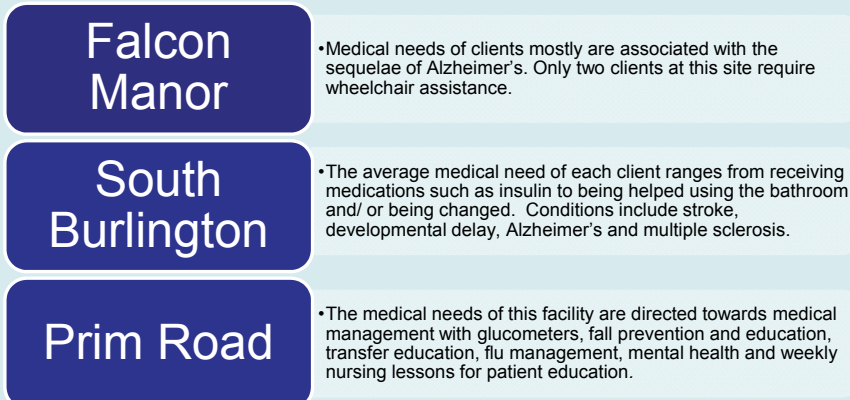 Falcon
Manor
•Medical needs of clients mostly are associated with the
sequelae of Alzheimer's. Only two clients at this site require
wheelchair assistance.
South
Burlington
•The average medical need of each client ranges from receiving
medications such as insulin to being helped using the bathroom
and/ or being changed.  Conditions include stroke,
developmental delay, Alzheimer's and multiple sclerosis.
Prim Road
•The medical needs of this facility are directed towards medical
management with glucometers, fall prevention and education,
transfer education, flu management, mental health and weekly
nursing lessons for patient education.